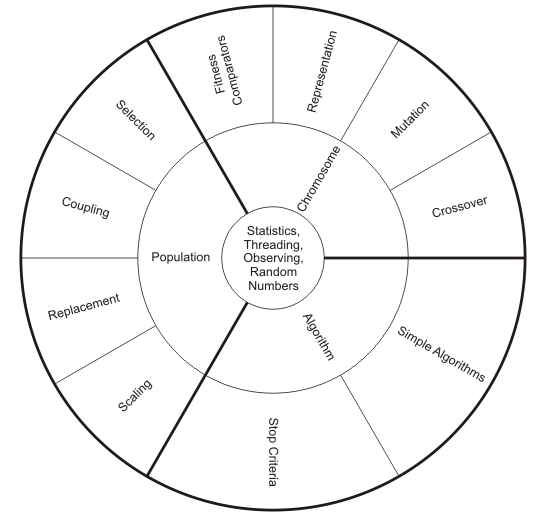 Fitness
Comparators
Representation
Mutation
Crossover
Selection
Coupling
Replacement
Scaling
Chromosome
Population
Algorithm
Statistics,
Threading,
Observing,
Random
Numbers
Simple Algorithms
Stop Criteria